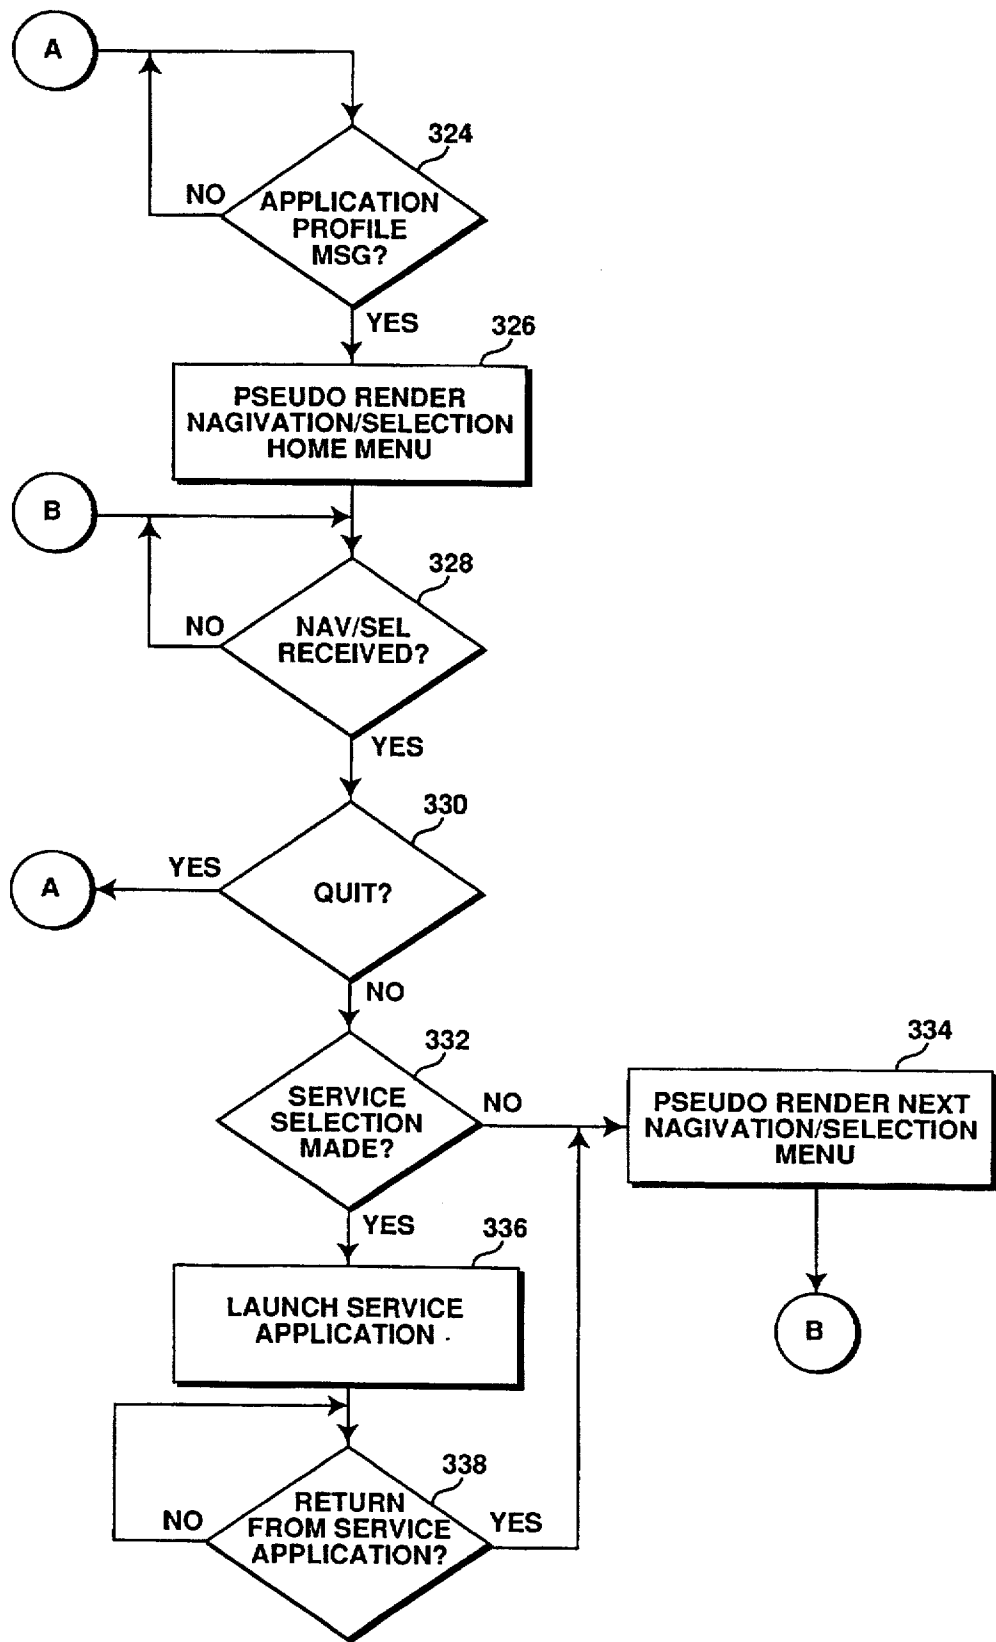 A
324
NO
APPLICATION
PROFILE
MSG?
YES
326
PSEUDO RENDER
NAGIVATION/SELECTION
HOME MENU
B
328
NO
NAV/SEL
RECEIVED?
YES
330
A
YES
QUIT?
NO
332
334
SERVICE
SELECTION
MADE?
NO
PSEUDO RENDER NEXT
NAGIVATION/SELECTION
MENU
YES
336
LAUNCH SERVICE
APPLICATION
B
338
NO
RETURN
FROM SERVICE
APPLICATION?
YES